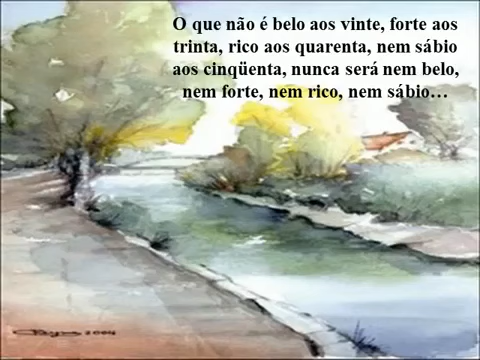 O que não é belo aos vinte, forte aos
trinta, rico aos quarenta, nem sábio
aos cinqüenta, nunca será nem belo,
nem forte, nem rico, nem sábio…
2004